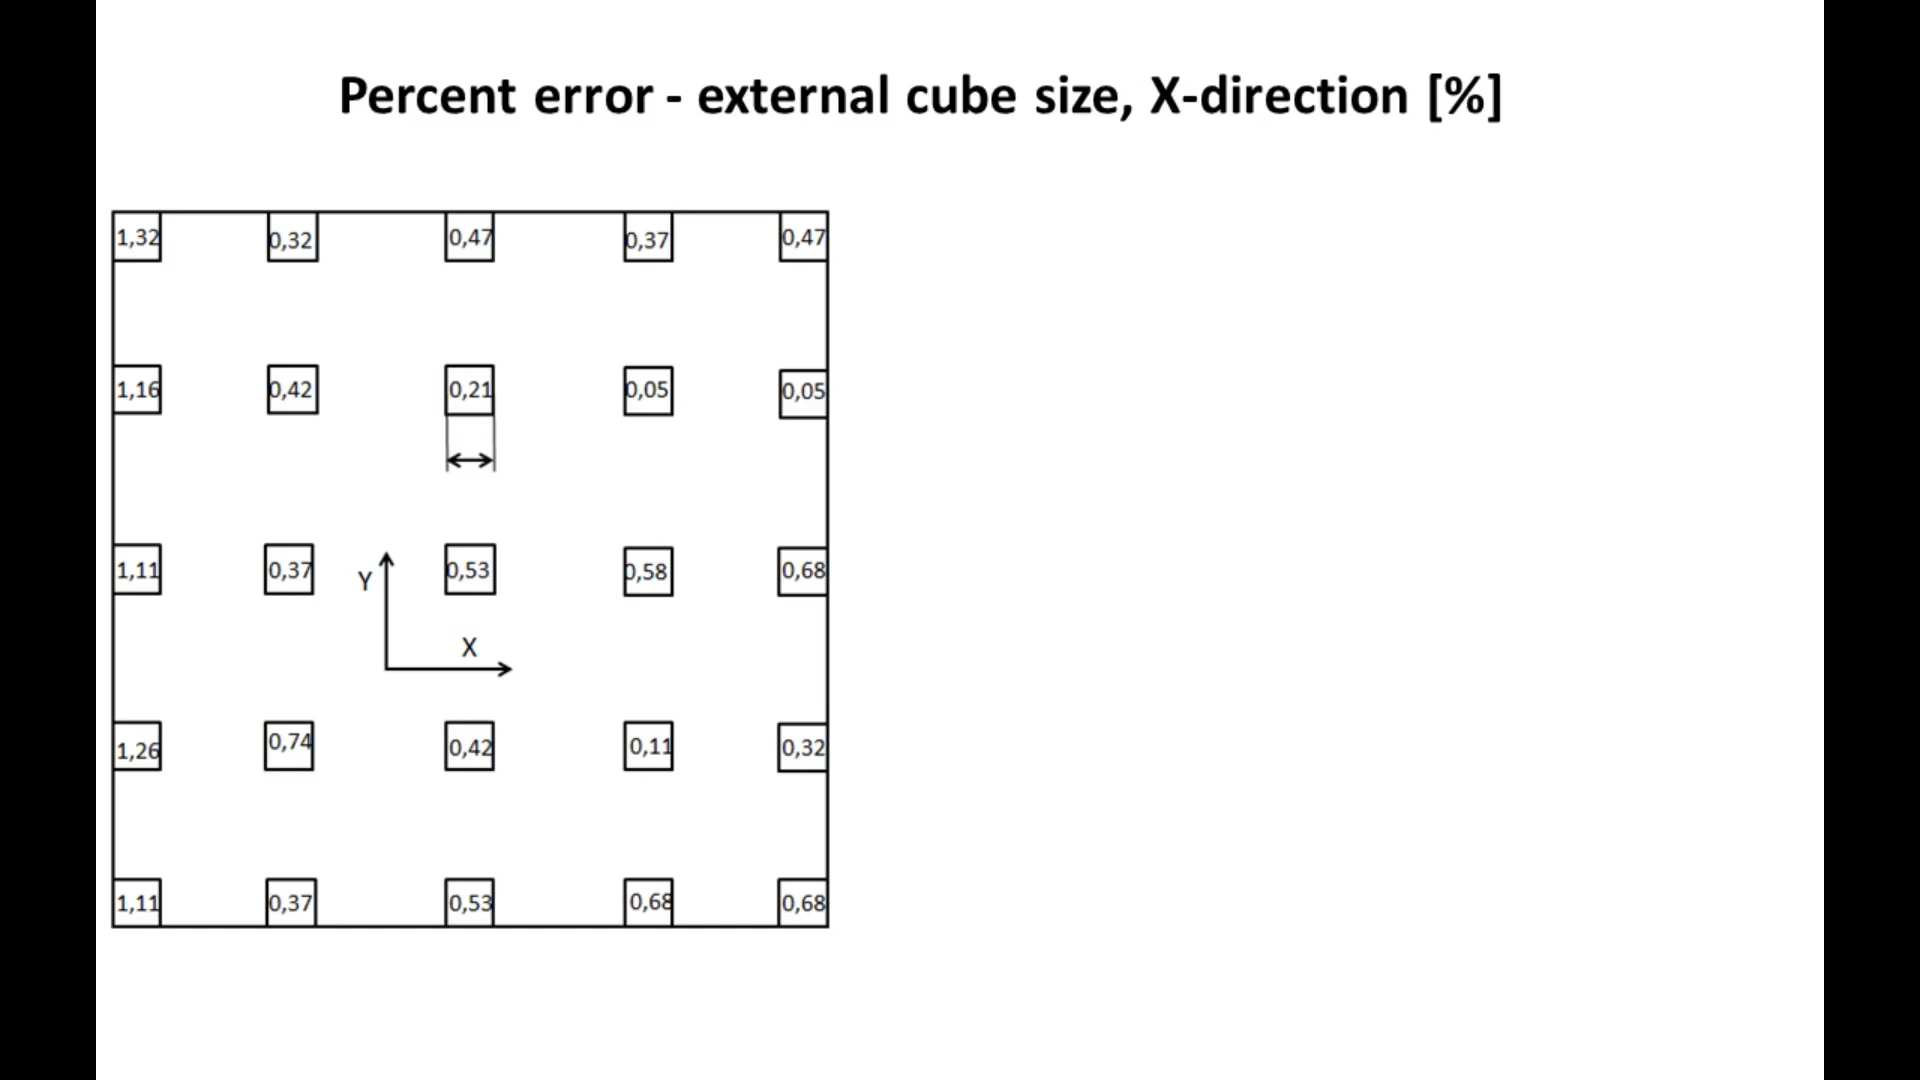 Percent error - external cube size, X-direction [%]
1,32 0,32 0,47 0,37 0,47
1,16 0,42 0,21 0,05 0,05
1,11 0,37 0,53 0,58 0,68
Y
X
1,26 0,74 0,42 0,11 0,32
1,11 0,37 0,53 0,68 0,68